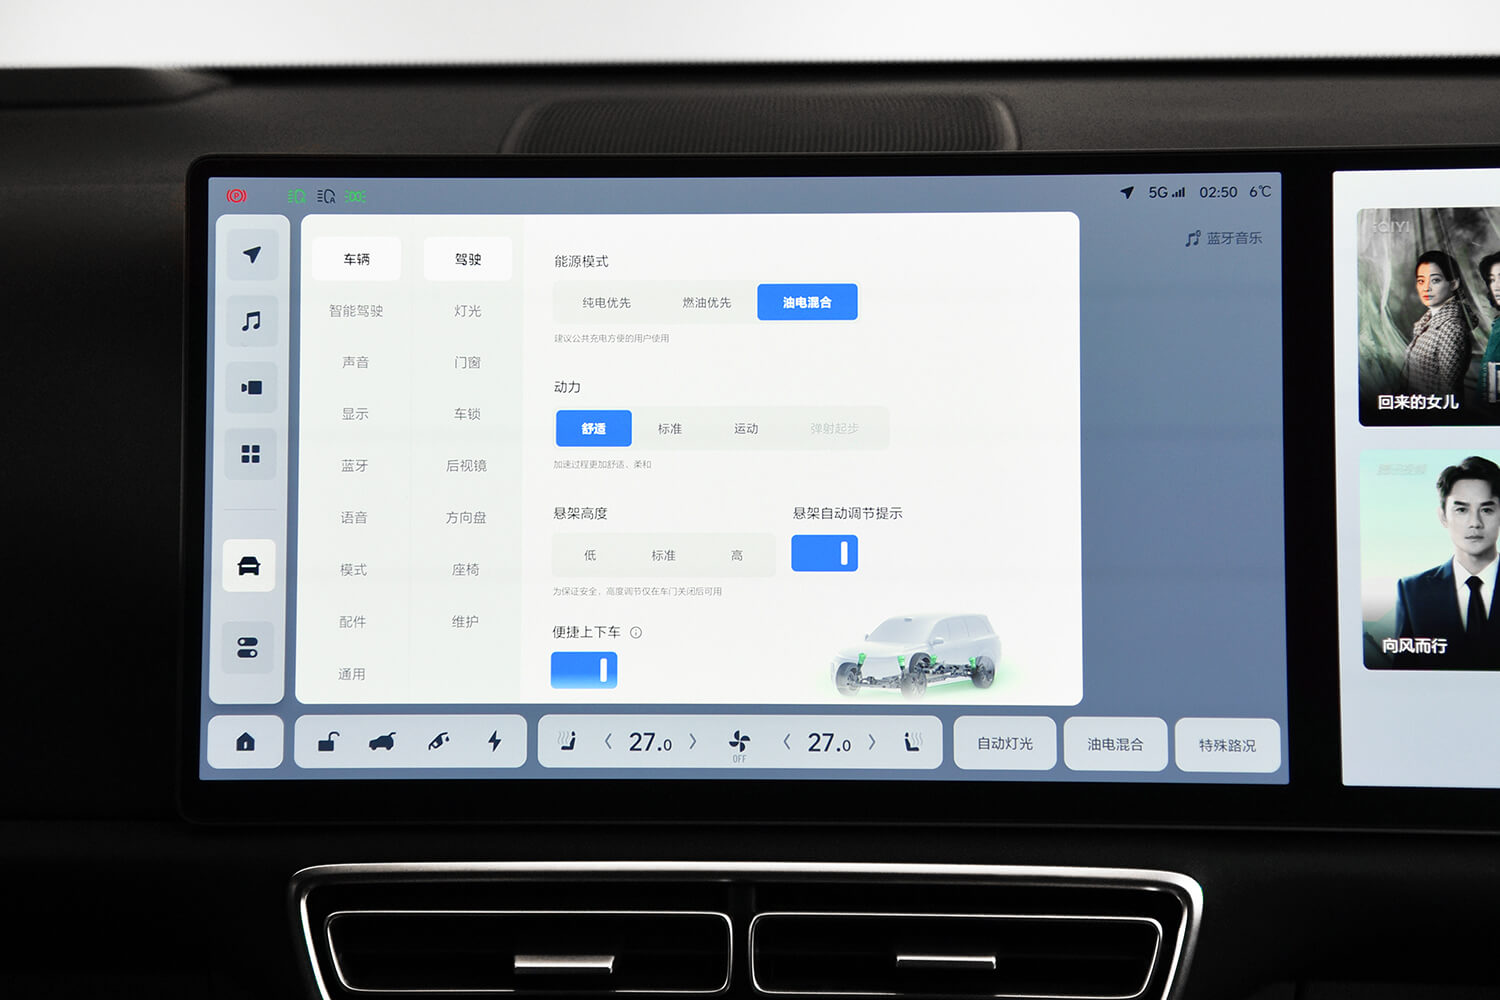 5G 02:50 6℃
蓝牙音乐
车辆
智能驾驶
声音
显示
蓝牙
语音
模式
配件
通用
驾驶
灯光
门窗
车锁
后视镜
方向盘
座椅
维护
能源模式
纯电优先 燃油优先 油电混合
建议公共充电方便的用户使用
动力
舒适 标准 运动 弹射起步
加速过程更加舒适、柔和
悬架高度
低 标准 高
为保证安全，高度调节仅在车门关闭后可用
悬架自动调节提示
便捷上下车
27.0 OFF 27.0
自动灯光 油电混合 特殊路况
iQIYI
回来的女儿
腾讯视频
向风而行